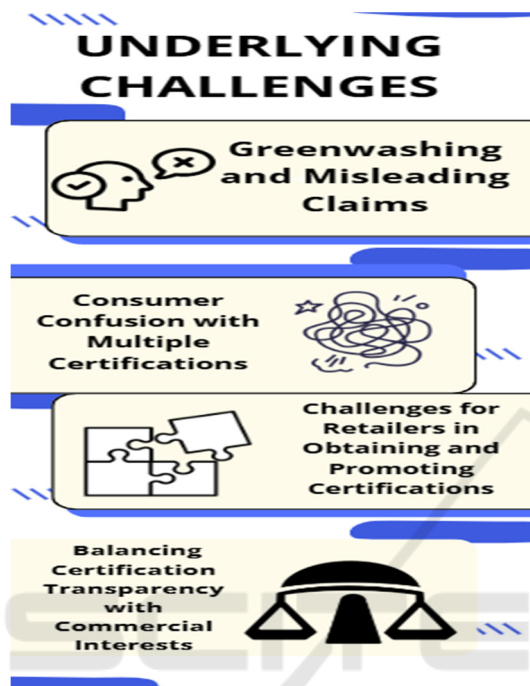 UNDERLYING
CHALLENGES
Greenwashing
and Misleading
Claims
Consumer
Confusion with
Multiple
Certifications
Challenges for
Retailers in
Obtaining and
Promoting
Certifications
Balancing
Certification
Transparency
with
Commercial
Interests